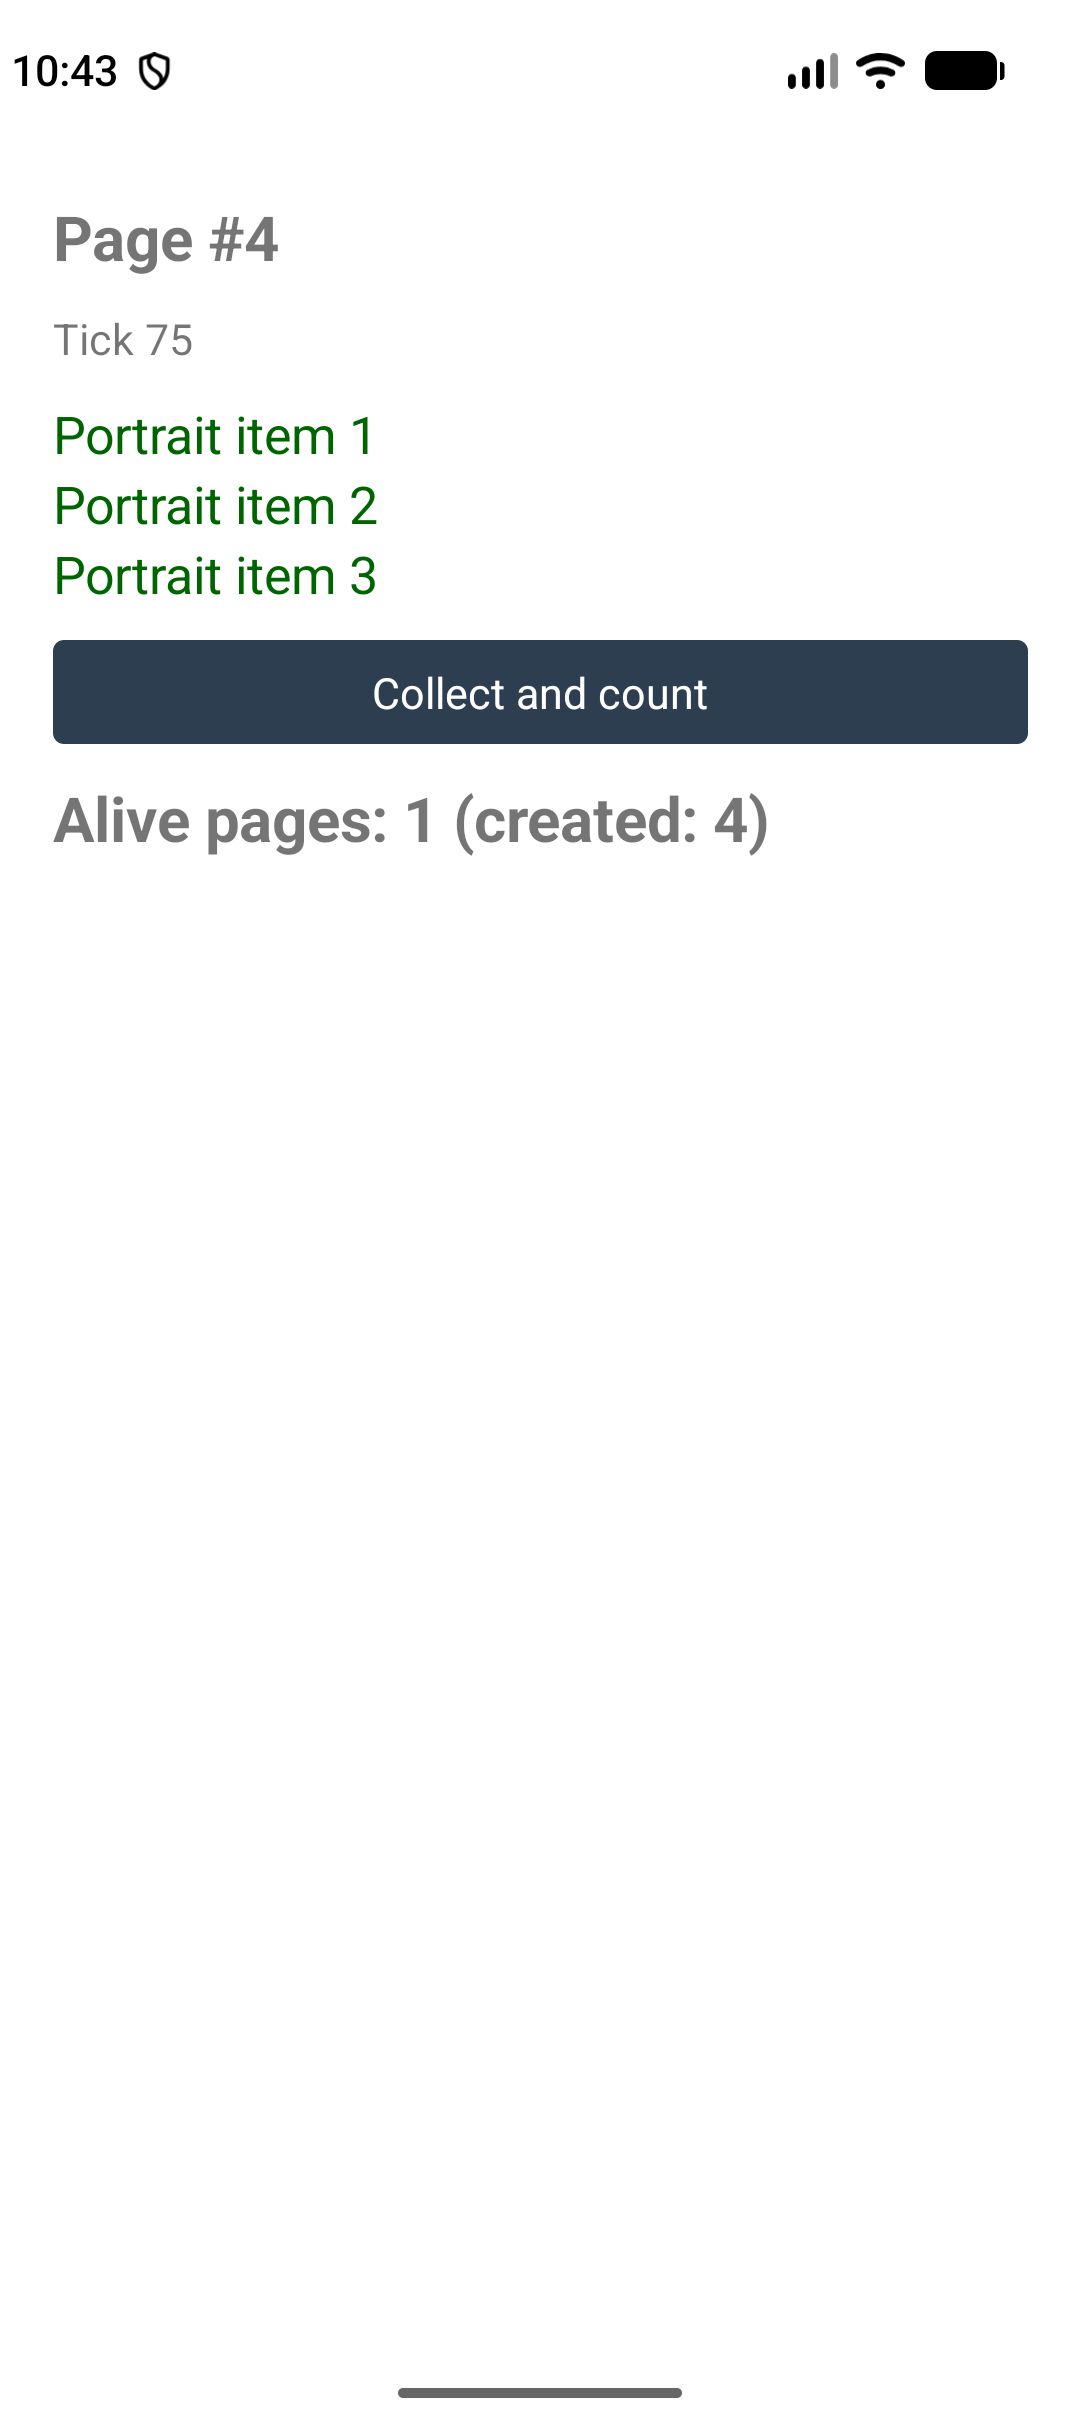 10:43
Page #4
Tick 75
Portrait item 1
Portrait item 2
Portrait item 3
Collect and count
Alive pages: 1 (created: 4)